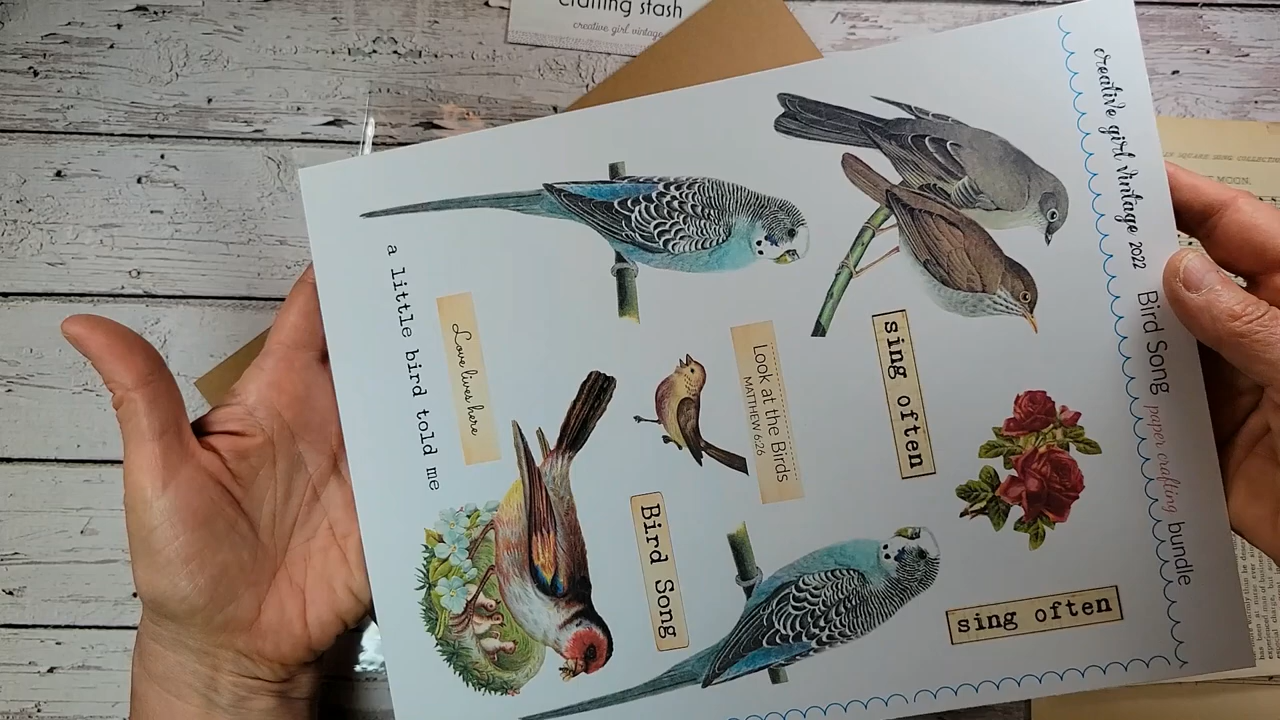 crafting stash
creative girl vintage
creative girl vintage 2022 Bird Song paper crafting bundle
sing often
Look at the Birds
MATTHEW 6:26
Love lives here
a little bird told me
Bird Song
sing often
MOON.